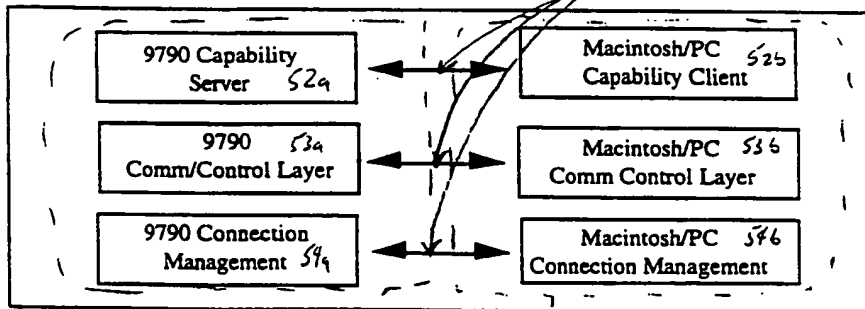 9790 Capability
Server 52a
Macintosh/PC 52b
Capability Client
9790 53a
Comm/Control Layer
Macintosh/PC 53b
Comm Control Layer
9790 Connection
Management 54a
Macintosh/PC 54b
Connection Management